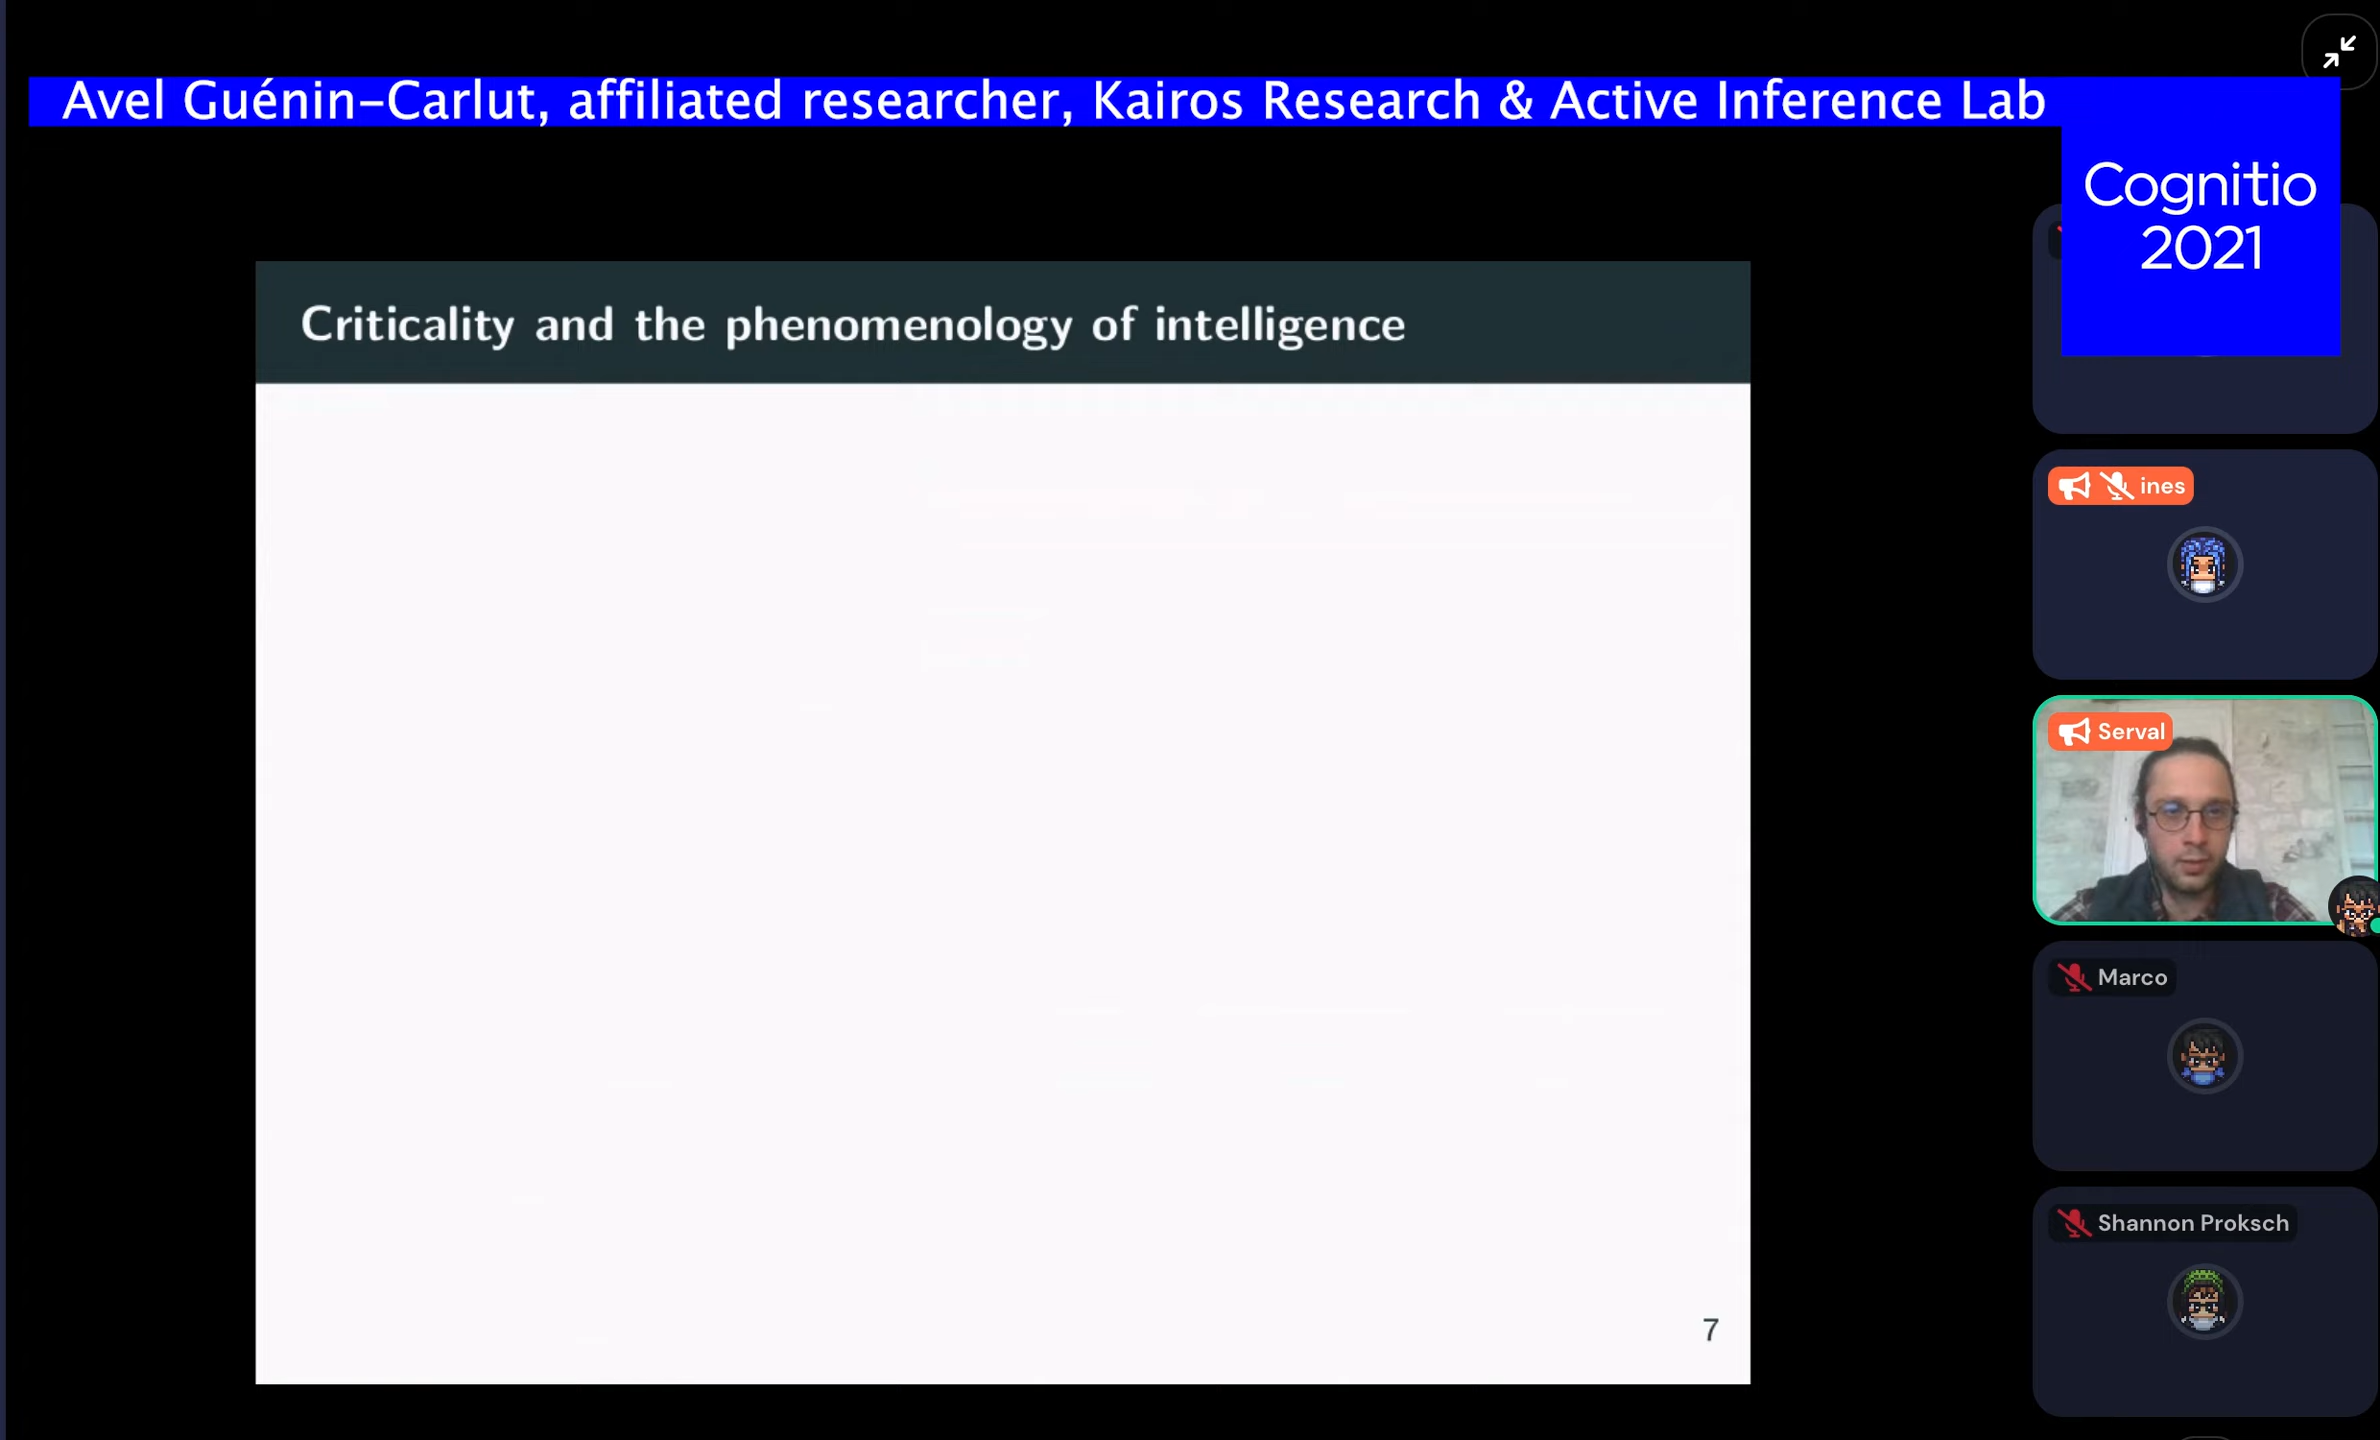 Avel Guénin-Carlut, affiliated researcher, Kairos Research & Active Inference Lab
Cognitio
2021
Criticality and the phenomenology of intelligence
ines
Serval
Marco
Shannon Proksch
7